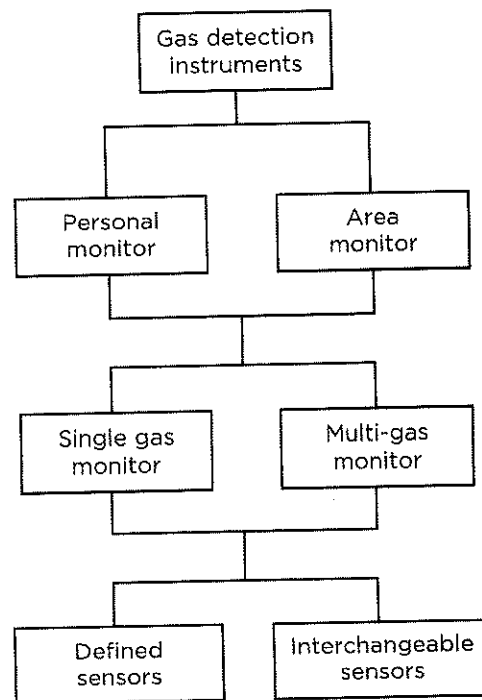 Gas detection
instruments
Personal
monitor
Area
monitor
Single gas
monitor
Multi-gas
monitor
Defined
sensors
Interchangeable
sensors